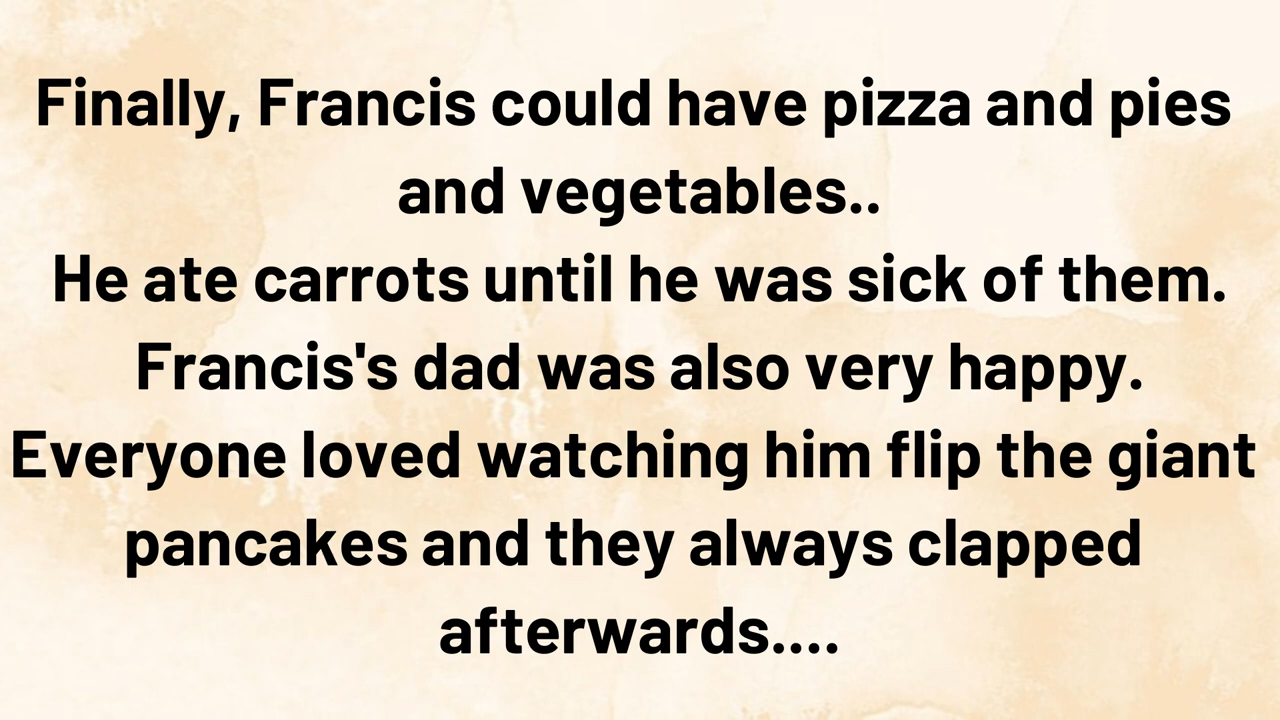 Finally, Francis could have pizza and pies
and vegetables..
He ate carrots until he was sick of them.
Francis's dad was also very happy.
Everyone loved watching him flip the giant
pancakes and they always clapped
afterwards....